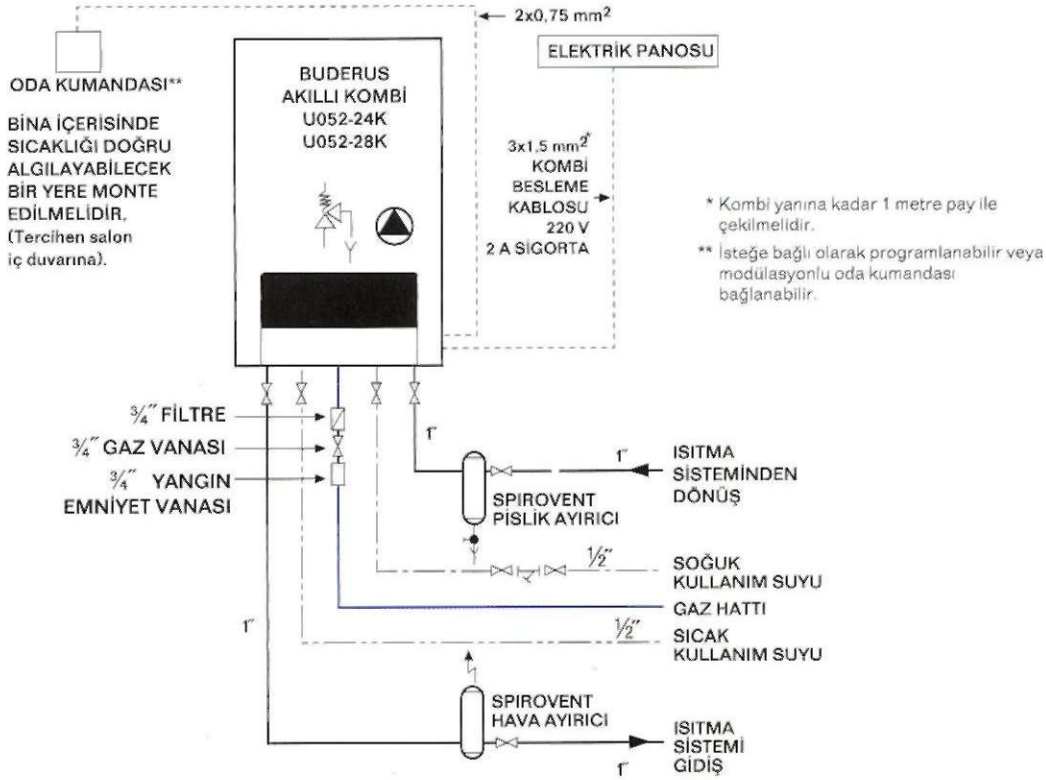 2x0,75 mm²
ELEKTRİK PANOSU
ODA KUMANDASI**
BİNA İÇERİSİNDE
SICAKLIĞI DOĞRU
ALGILAYABİLECEK
BİR YERE MONTE
EDİLMELİDİR.
(Tercihen salon
iç duvarına).
BUDERUS
AKILLI KOMBİ
U052-24K
U052-28K
3x1,5 mm²*
KOMBİ
BESLEME
KABLOSU
220 V
2 A SİGORTA
* Kombi yanına kadar 1 metre pay ile
çekilmelidir.
** İsteğe bağlı olarak programlanabilir veya
modülasyonlu oda kumandası
bağlanabilir.
3/4" FİLTRE
3/4" GAZ VANASI
3/4" YANGIN
EMNİYET VANASI
1"
1"
ISITMA
SİSTEMİNDEN
DÖNÜŞ
SPIROVENT
PİSLİK AYIRICI
1/2"
SOĞUK
KULLANIM SUYU
GAZ HATTI
1"
1/2"
SICAK
KULLANIM SUYU
SPIROVENT
HAVA AYIRICI
1"
ISITMA
SİSTEMİ
GİDİŞ